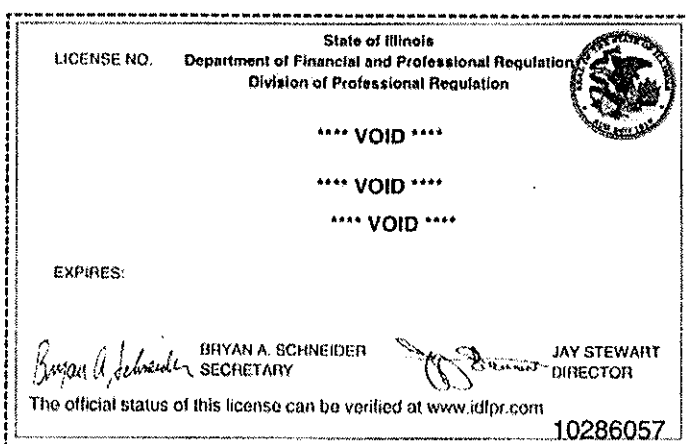 State of Illinois
LICENSE NO. Department of Financial and Professional Regulation
Division of Professional Regulation
**** VOID ****
**** VOID ****
**** VOID ****
EXPIRES:
Bryan A. Schneider
BRYAN A. SCHNEIDER
SECRETARY
JAY STEWART
DIRECTOR
The official status of this license can be verified at www.idfpr.com
10286057